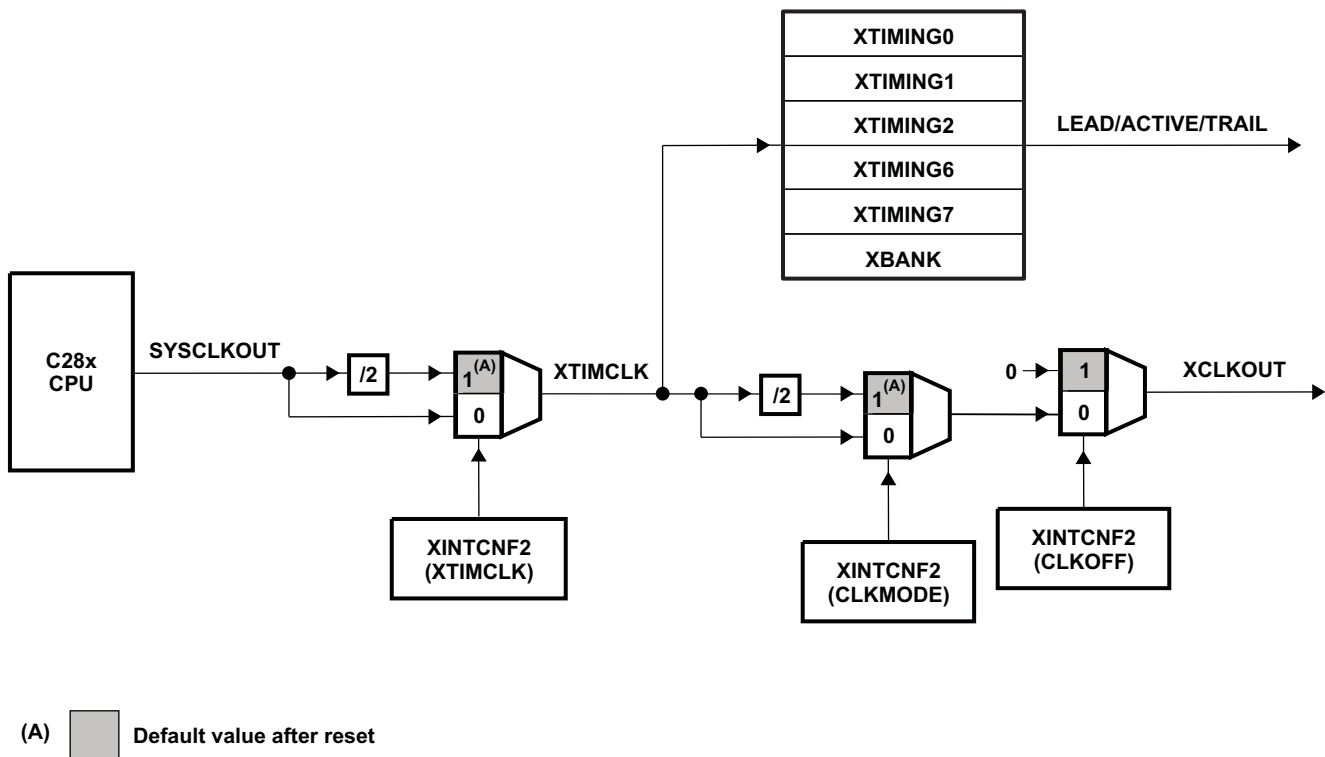 XTIMING0
XTIMING1
XTIMING2
XTIMING6
XTIMING7
XBANK
LEAD/ACTIVE/TRAIL
C28x
CPU
SYSCLKOUT
/2
1(A)
0
XTIMCLK
/2
1(A)
0
0
1
0
XCLKOUT
XINTCNF2
(XTIMCLK)
XINTCNF2
(CLKMODE)
XINTCNF2
(CLKOFF)
(A) Default value after reset